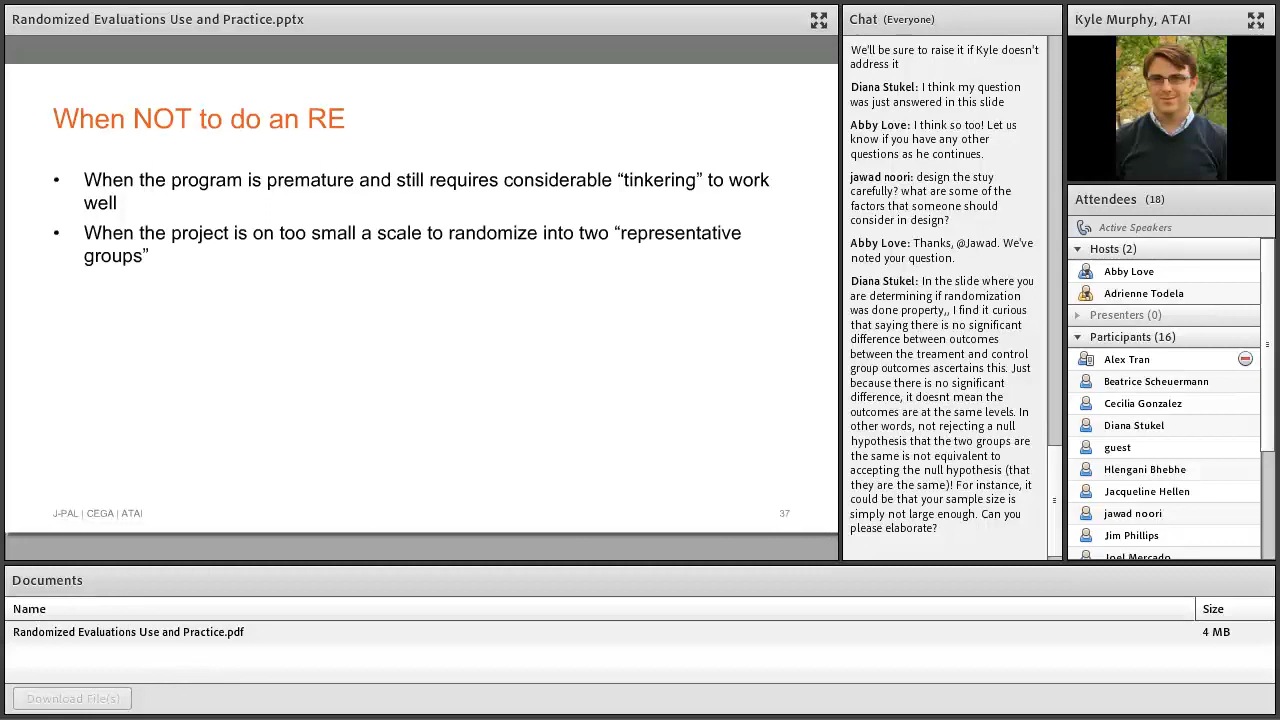 Randomized Evaluations Use and Practice.pptx
When NOT to do an RE
• When the program is premature and still requires considerable “tinkering” to work
well
• When the project is on too small a scale to randomize into two “representative
groups”
J-PAL | CEGA | ATAI
37
Chat (Everyone)
We'll be sure to raise it if Kyle doesn't
address it
Diana Stukel: I think my question
was just answered in this slide
Abby Love: I think so too! Let us
know if you have any other
questions as he continues.
jawad noori: design the stuy
carefully? what are some of the
factors that someone should
consider in design?
Abby Love: Thanks, @Jawad. We've
noted your question.
Diana Stukel: In the slide where you
are determining if randomization
was done property,, I find it curious
that saying there is no significant
difference between outcomes
between the treament and control
group outcomes ascertains this. Just
because there is no significant
difference, it doesnt mean the
outcomes are at the same levels. In
other words, not rejecting a null
hypothesis that the two groups are
the same is not equivalent to
accepting the null hypothesis (that
they are the same)! For instance, it
could be that your sample size is
simply not large enough. Can you
please elaborate?
Kyle Murphy, ATAI
Attendees (18)
Active Speakers
Hosts (2)
Abby Love
Adrienne Todela
Presenters (0)
Participants (16)
Alex Tran
Beatrice Scheuermann
Cecilia Gonzalez
Diana Stukel
guest
Hlengani Bhebhe
Jacqueline Hellen
jawad noori
Jim Phillips
Joel Mercado
Documents
Name
Size
Randomized Evaluations Use and Practice.pdf
4 MB
Download File(s)